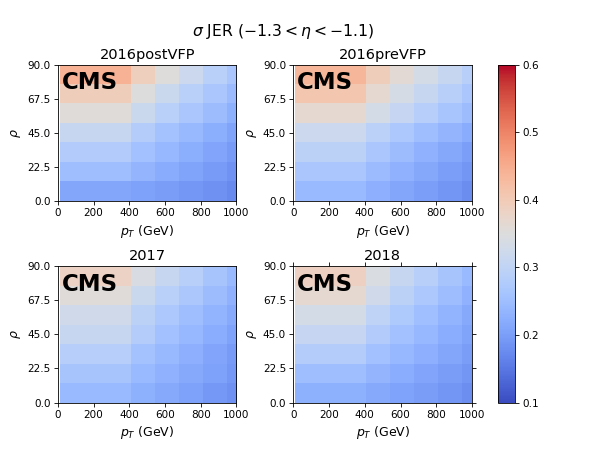 σ JER (−1.3 < η < −1.1)
2016postVFP
2016preVFP
90.0
67.5
45.0
22.5
0.0
ρ
CMS
0 200 400 600 800 1000
p_T (GeV)
90.0
67.5
45.0
22.5
0.0
ρ
CMS
0 200 400 600 800 1000
p_T (GeV)
2017
2018
90.0
67.5
45.0
22.5
0.0
ρ
CMS
0 200 400 600 800 1000
p_T (GeV)
90.0
67.5
45.0
22.5
0.0
ρ
CMS
0 200 400 600 800 1000
p_T (GeV)
0.6
0.5
0.4
0.3
0.2
0.1